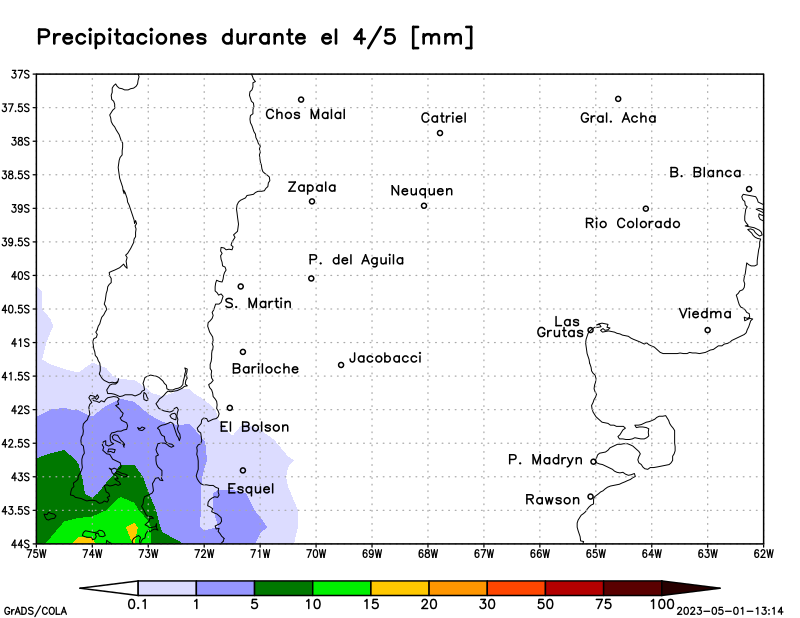 Precipitaciones durante el 4/5 [mm]
37S
37.5S
38S
38.5S
39S
39.5S
40S
40.5S
41S
41.5S
42S
42.5S
43S
43.5S
44S
Chos Malal
Catriel
Gral. Acha
B. Blanca
Zapala
Neuquen
Rio Colorado
P. del Aguila
S. Martin
Las
Grutas
Viedma
Bariloche
Jacobacci
El Bolson
P. Madryn
Esquel
Rawson
75W 74W 73W 72W 71W 70W 69W 68W 67W 66W 65W 64W 63W 62W
0.1 1 5 10 15 20 30 50 75 100
GrADS/COLA
2023-05-01-13:14